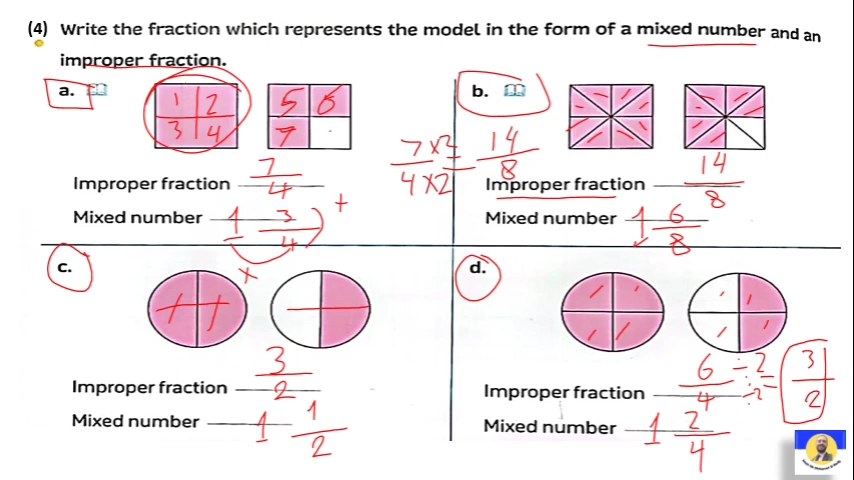 (4) Write the fraction which represents the model in the form of a mixed number and an
improper fraction.
a.
1 2
3 4
5 6
7
Improper fraction 7/4
Mixed number 1 3/4
+
×
b.
7×2/4×2 = 14/8
Improper fraction 14/8
Mixed number 1 6/8
c.
Improper fraction 3/2
Mixed number 1 1/2
d.
Improper fraction 6/4 ÷2/÷2 = 3/2
Mixed number 1 2/4